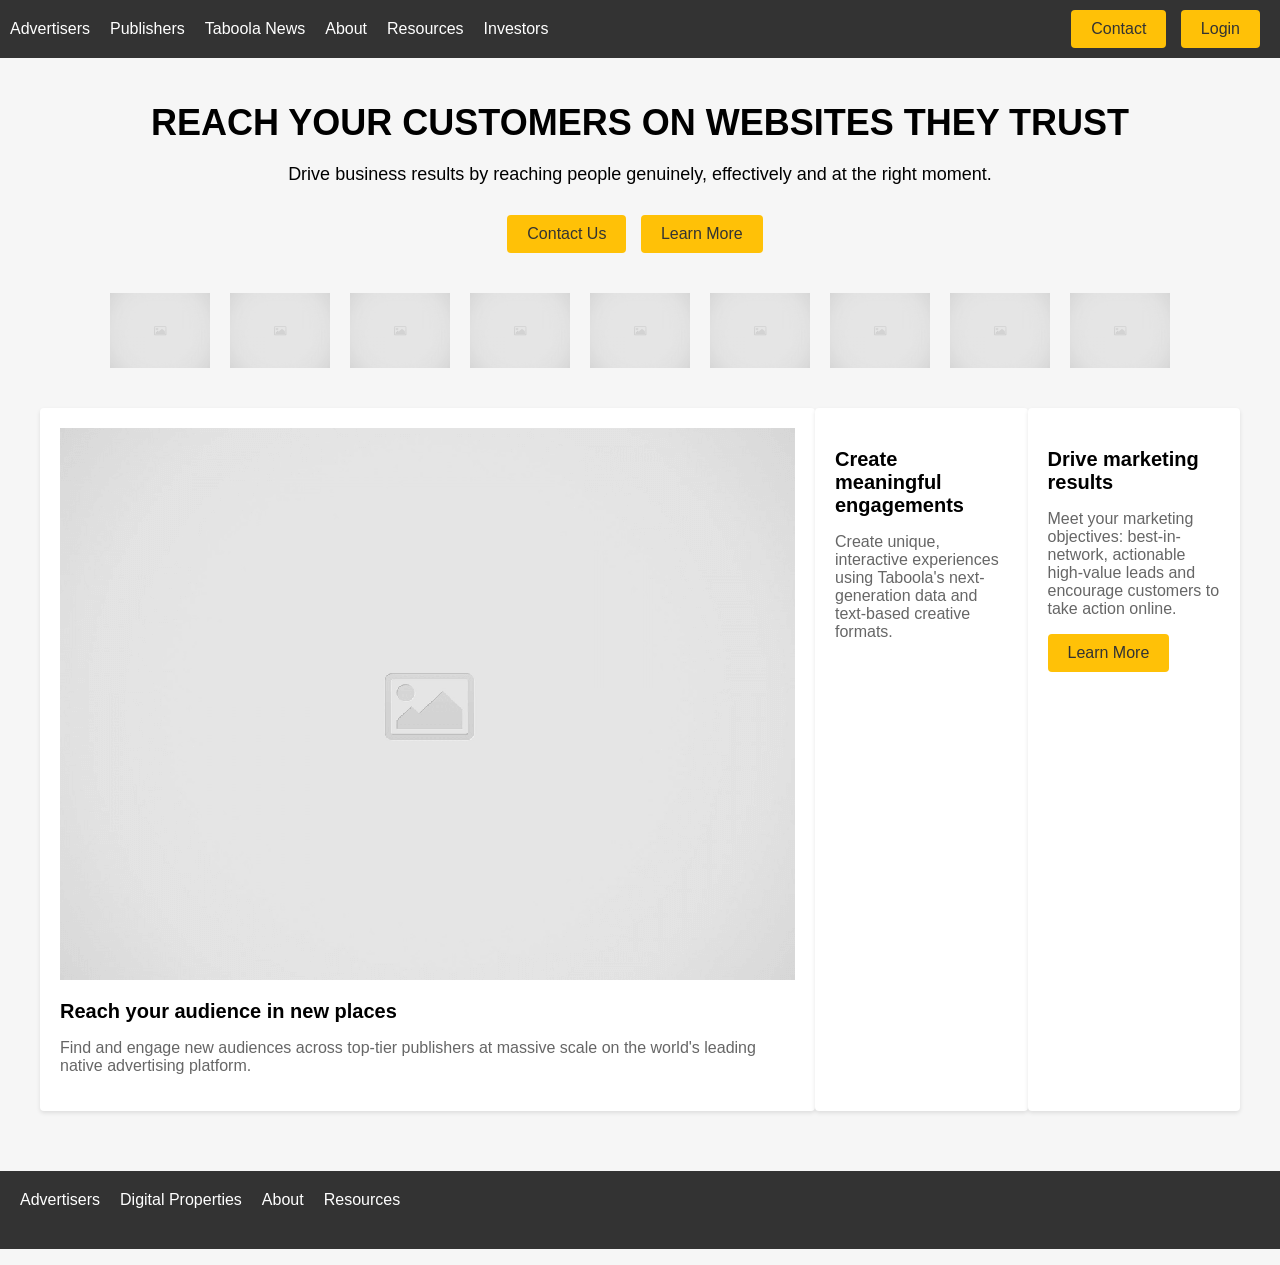 Advertisers Publishers Taboola News About Resources Investors Contact Login
REACH YOUR CUSTOMERS ON WEBSITES THEY TRUST
Drive business results by reaching people genuinely, effectively and at the right moment.
Contact Us Learn More
Reach your audience in new places
Find and engage new audiences across top-tier publishers at massive scale on the world's leading
native advertising platform.
Create
meaningful
engagements
Create unique,
interactive experiences
using Taboola's next-
generation data and
text-based creative
formats.
Drive marketing
results
Meet your marketing
objectives: best-in-
network, actionable
high-value leads and
encourage customers to
take action online.
Learn More
Advertisers Digital Properties About Resources